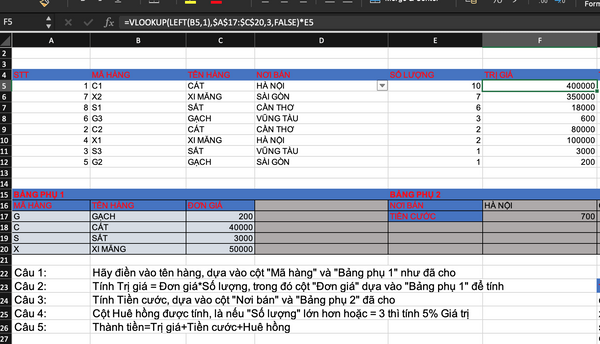 Merge & Center
Form
F5 fx =VLOOKUP(LEFT(B5,1),$A$17:$C$20,3,FALSE)*E5
A B C D E F
2
3
4 STT MÃ HÀNG TÊN HÀNG NƠI BÁN SỐ LƯỢNG TRỊ GIÁ
5 1 C1 CÁT HÀ NỘI 10 400000
6 7 X2 XI MĂNG SÀI GÒN 7 350000
7 8 S1 SẮT CẦN THƠ 6 18000
8 6 G3 GẠCH VŨNG TÀU 3 600
9 2 C2 CÁT CẦN THƠ 2 80000
10 4 X1 XI MĂNG HÀ NỘI 2 100000
11 3 S3 SẮT VŨNG TÀU 1 3000
12 5 G2 GẠCH SÀI GÒN 1 200
13
14
15 BẢNG PHỤ 1 BẢNG PHỤ 2
16 MÃ HÀNG TÊN HÀNG ĐƠN GIÁ NƠI BÁN HÀ NỘI
17 G GẠCH 200 TIỀN CƯỚC 700
18 C CÁT 40000
19 S SẮT 3000
20 X XI MĂNG 50000
21
22 Câu 1: Hãy điền vào tên hàng, dựa vào cột "Mã hàng" và "Bảng phụ 1" như đã cho
23 Câu 2: Tính Trị giá = Đơn giá*Số lượng, trong đó cột "Đơn giá" dựa vào "Bảng phụ 1" để tính
24 Câu 3: Tính Tiền cước, dựa vào cột "Nơi bán" và "Bảng phụ 2" đã cho
25 Câu 4: Cột Huê hồng được tính, là nếu "Số lượng" lớn hơn hoặc = 3 thì tính 5% Giá trị
26 Câu 5: Thành tiền=Trị giá+Tiền cước+Huê hồng
27